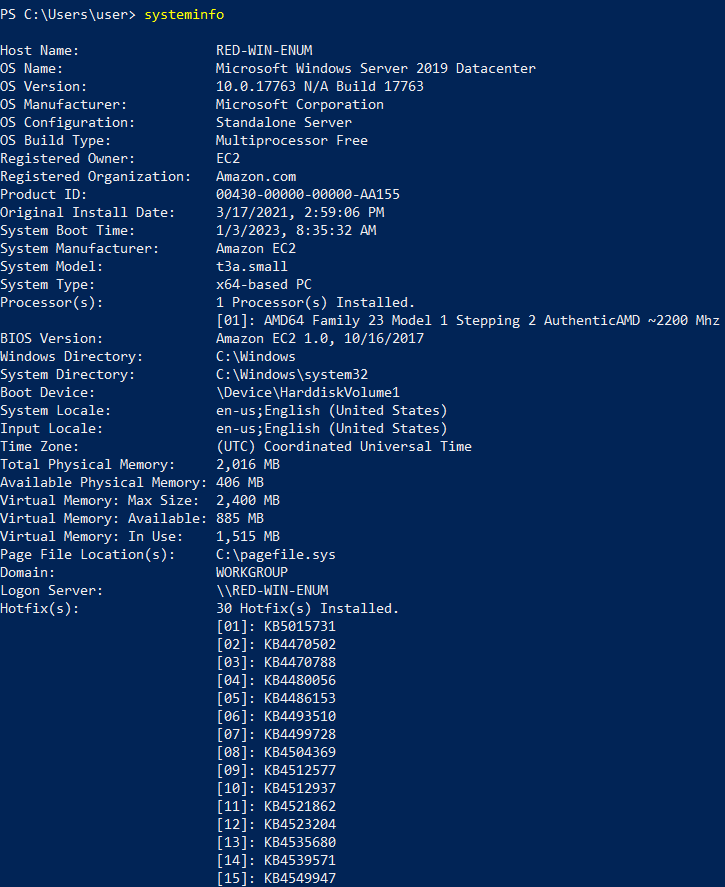 PS C:\Users\user> systeminfo
Host Name: RED-WIN-ENUM
OS Name: Microsoft Windows Server 2019 Datacenter
OS Version: 10.0.17763 N/A Build 17763
OS Manufacturer: Microsoft Corporation
OS Configuration: Standalone Server
OS Build Type: Multiprocessor Free
Registered Owner: EC2
Registered Organization: Amazon.com
Product ID: 00430-00000-00000-AA155
Original Install Date: 3/17/2021, 2:59:06 PM
System Boot Time: 1/3/2023, 8:35:32 AM
System Manufacturer: Amazon EC2
System Model: t3a.small
System Type: x64-based PC
Processor(s): 1 Processor(s) Installed.
[01]: AMD64 Family 23 Model 1 Stepping 2 AuthenticAMD ~2200 Mhz
BIOS Version: Amazon EC2 1.0, 10/16/2017
Windows Directory: C:\Windows
System Directory: C:\Windows\system32
Boot Device: \Device\HarddiskVolume1
System Locale: en-us;English (United States)
Input Locale: en-us;English (United States)
Time Zone: (UTC) Coordinated Universal Time
Total Physical Memory: 2,016 MB
Available Physical Memory: 406 MB
Virtual Memory: Max Size: 2,400 MB
Virtual Memory: Available: 885 MB
Virtual Memory: In Use: 1,515 MB
Page File Location(s): C:\pagefile.sys
Domain: WORKGROUP
Logon Server: \\RED-WIN-ENUM
Hotfix(s): 30 Hotfix(s) Installed.
[01]: KB5015731
[02]: KB4470502
[03]: KB4470788
[04]: KB4480056
[05]: KB4486153
[06]: KB4493510
[07]: KB4499728
[08]: KB4504369
[09]: KB4512577
[10]: KB4512937
[11]: KB4521862
[12]: KB4523204
[13]: KB4535680
[14]: KB4539571
[15]: KB4549947